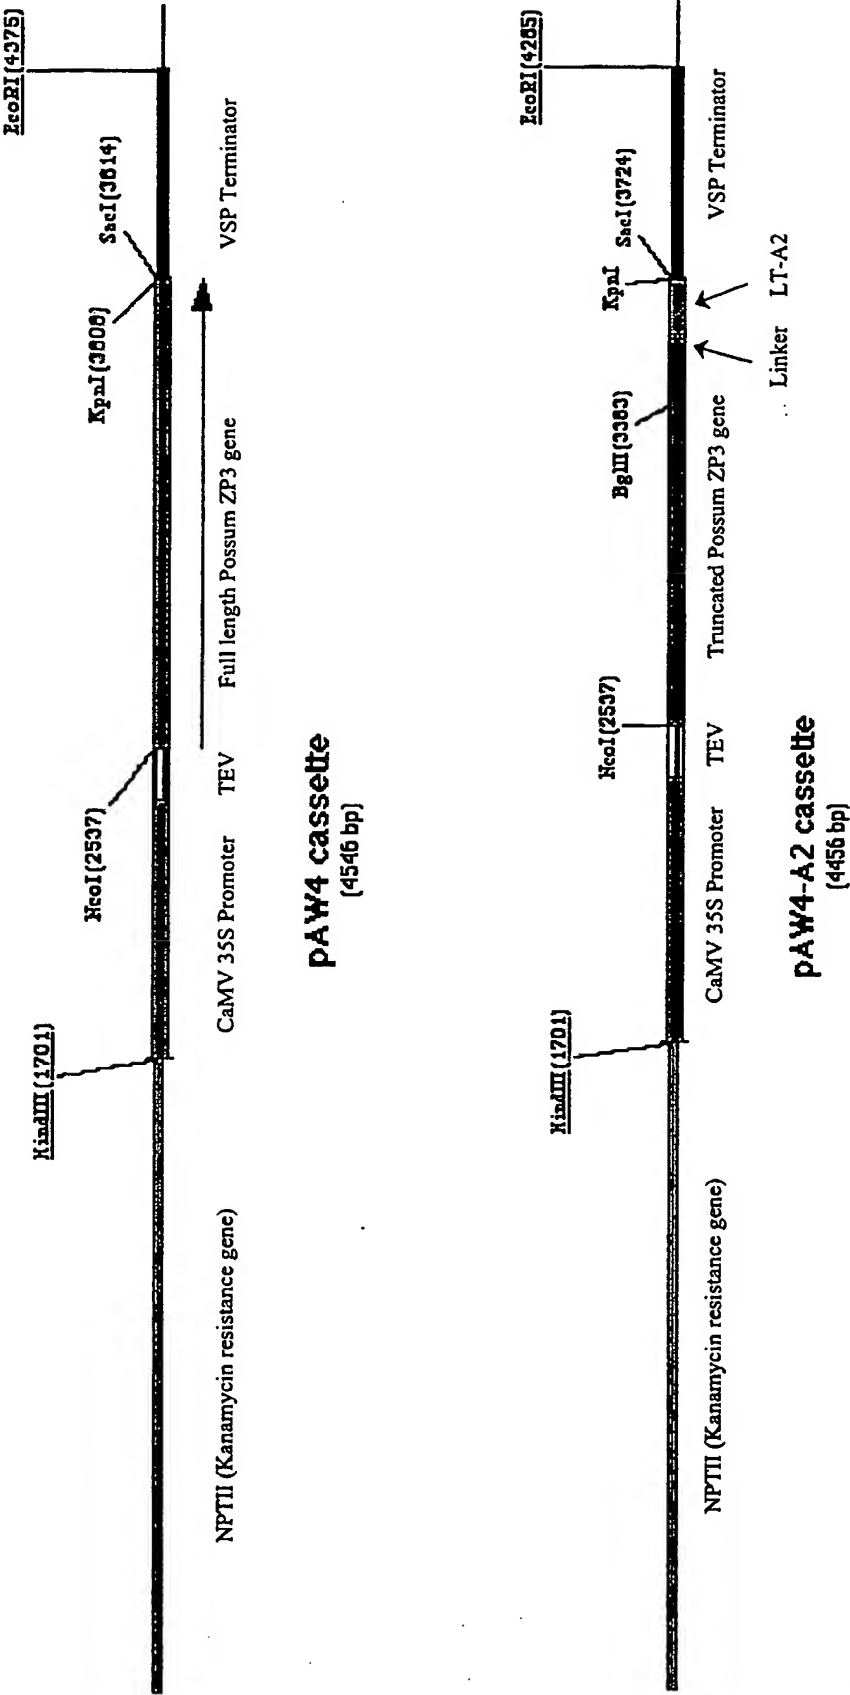 EcoRI(4375)
SacI(3814)
KpnI(3808)
NcoI(2537)
HindIII(1701)
NPTII (Kanamycin resistance gene)
CaMV 35S Promoter
TEV
Full length Possum ZP3 gene
VSP Terminator
pAW4 cassette
(4546 bp)
EcoRI(4285)
SacI(3724)
KpnI
BglII(3383)
NcoI(2537)
HindIII(1701)
NPTII (Kanamycin resistance gene)
CaMV 35S Promoter
TEV
Truncated Possum ZP3 gene
Linker
LT-A2
VSP Terminator
pAW4-A2 cassette
(4456 bp)